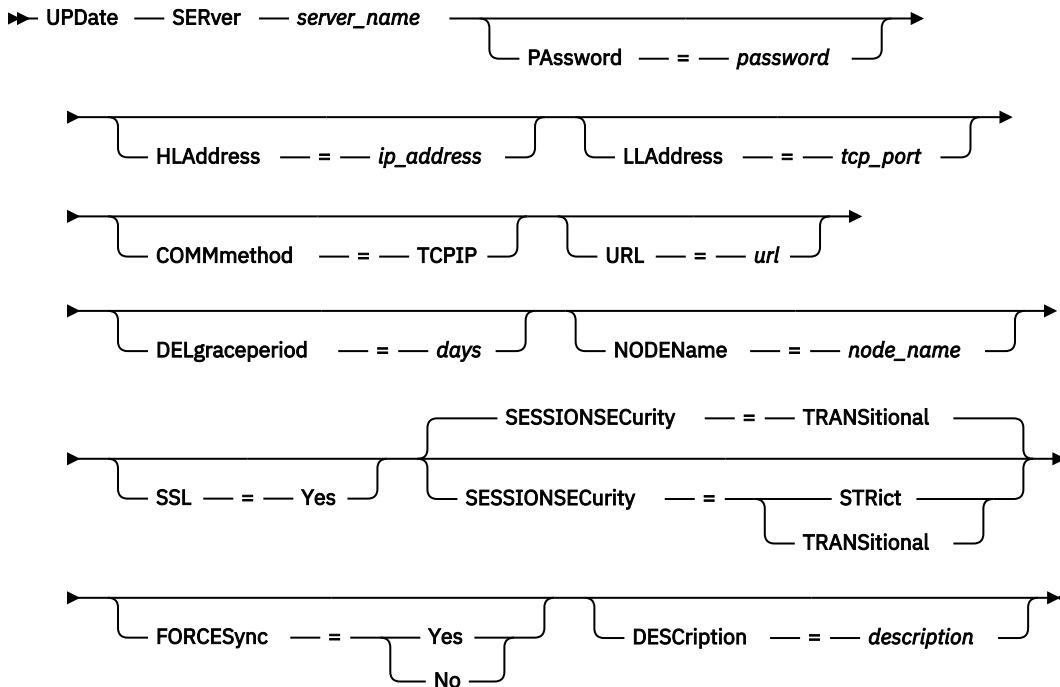 UPDate SERver server_name
PAssword = password
HLAddress = ip_address LLAddress = tcp_port
COMMmethod = TCPIP URL = url
DELgraceperiod = days NODEName = node_name
SESSIONSECurity = TRANSitional
SSL = Yes SESSIONSECurity = STRict
TRANSitional
FORCESync = Yes DESCription = description
No